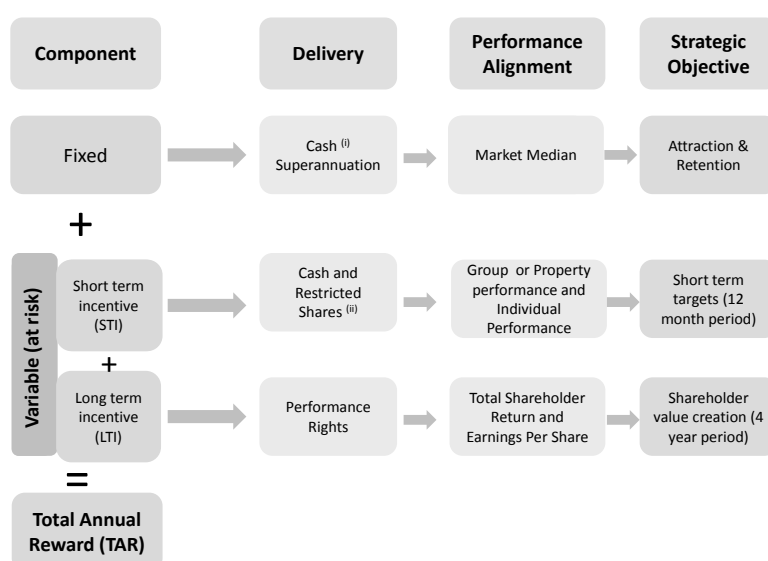 Component
Delivery
Performance
Alignment
Strategic
Objective
Fixed
Cash (i)
Superannuation
Market Median
Attraction &
Retention
+
Variable (at risk)
Short term
incentive
(STI)
Cash and
Restricted
Shares (ii)
Group or Property
performance and
Individual
Performance
Short term
targets (12
month period)
+
Long term
incentive
(LTI)
Performance
Rights
Total Shareholder
Return and
Earnings Per Share
Shareholder
value creation (4
year period)
=
Total Annual
Reward (TAR)